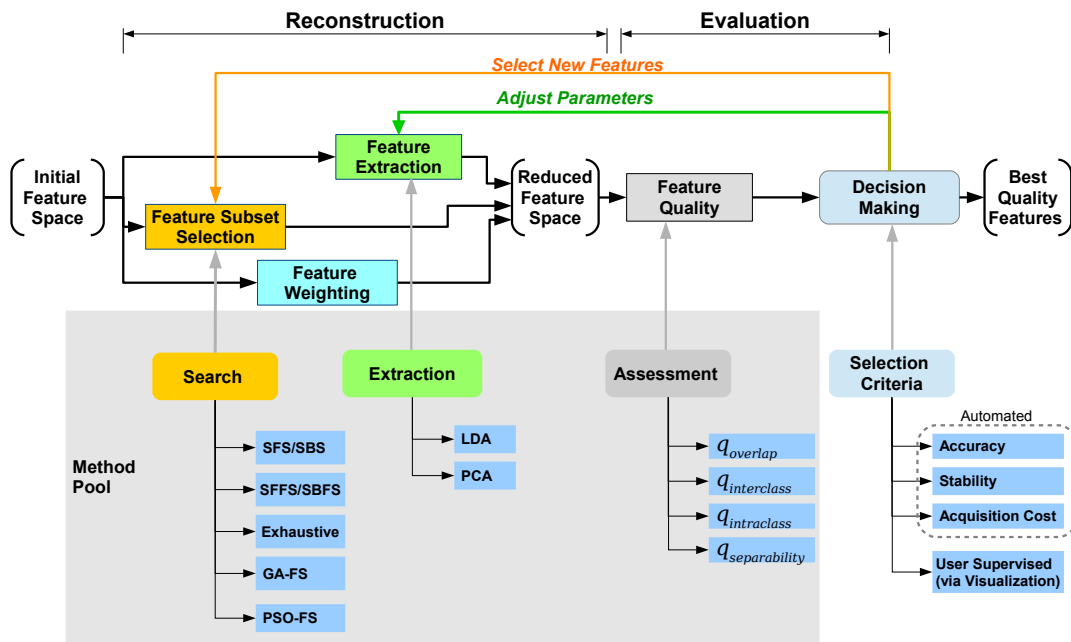 Reconstruction
Evaluation
Select New Features
Adjust Parameters
Initial
Feature
Space
Feature
Extraction
Feature Subset
Selection
Feature
Weighting
Reduced
Feature
Space
Feature
Quality
Decision
Making
Best
Quality
Features
Search
Extraction
Assessment
Selection
Criteria
Method
Pool
SFS/SBS
SFFS/SBFS
Exhaustive
GA-FS
PSO-FS
LDA
PCA
q_overlap
q_interclass
q_intraclass
q_separability
Automated
Accuracy
Stability
Acquisition Cost
User Supervised
(via Visualization)